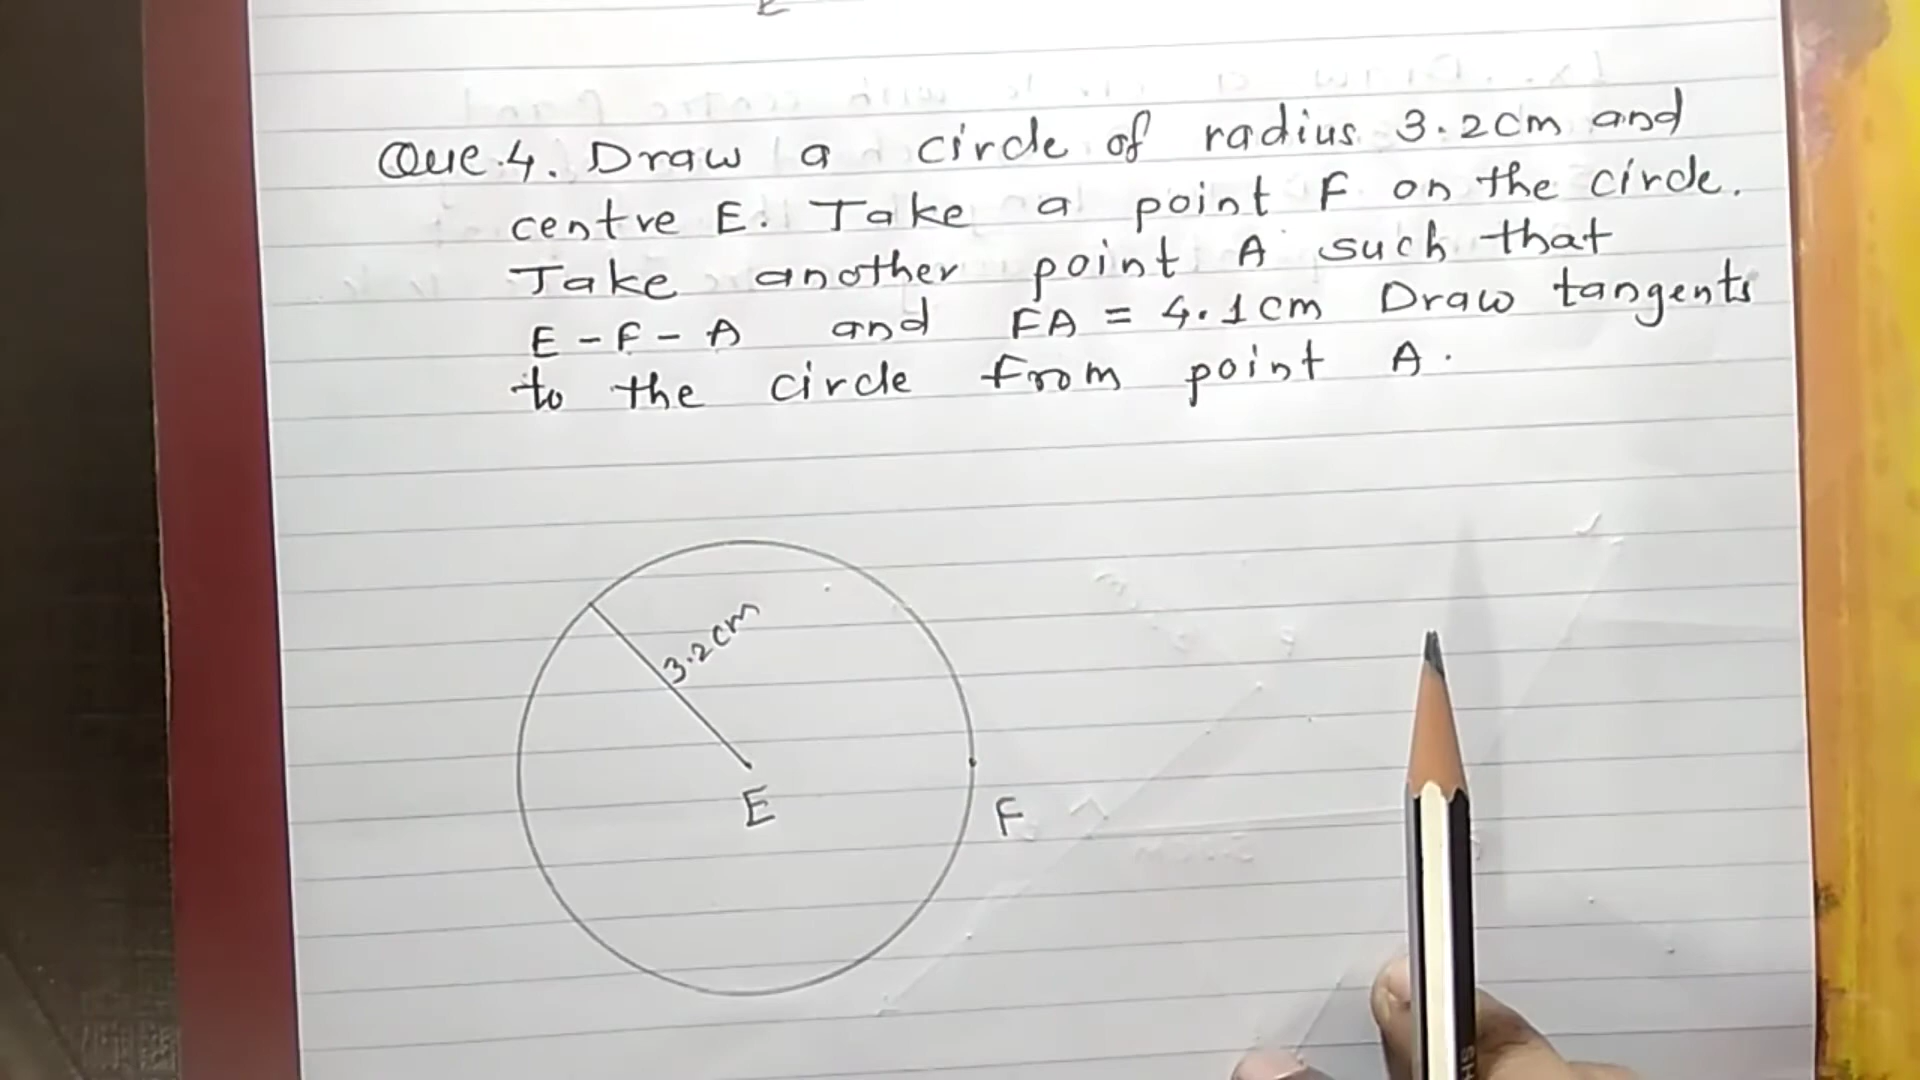 Que.4. Draw a circle of radius 3.2cm and
centre E. Take a point F on the circle.
Take another point A such that
E - F - A and FA = 4.1cm Draw tangents
to the circle from point A.
3.2cm
E
F